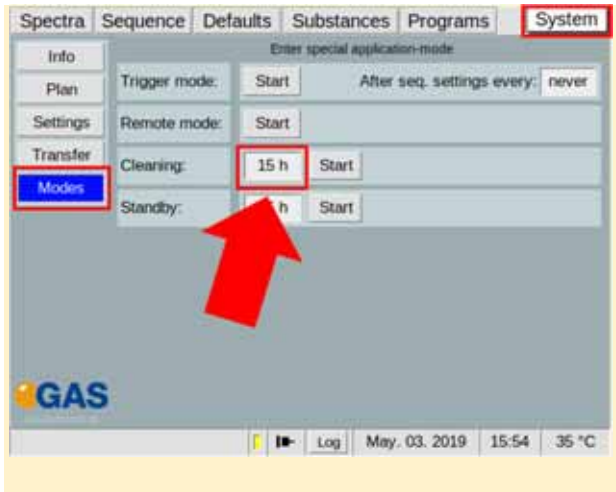 Spectra Sequence Defaults Substances Programs System
Info
Plan
Settings
Transfer
Modes
Enter special application-mode
Trigger mode: Start After seq. settings every: never
Remote mode: Start
Cleaning: 15 h Start
Standby: h Start
GAS
Log May. 03. 2019 15:54 35 °C